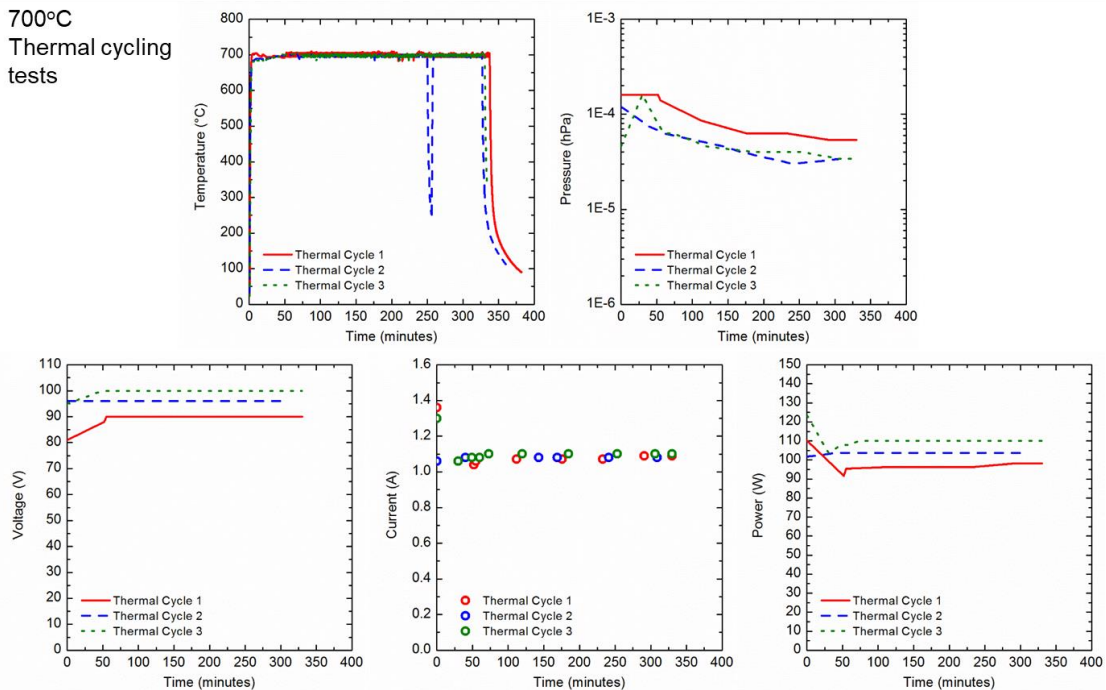 700°C
Thermal cycling
tests
800
700
600
500
400
300
200
100
0
Temperature (°C)
Thermal Cycle 1
Thermal Cycle 2
Thermal Cycle 3
0 50 100 150 200 250 300 350 400
Time (minutes)
1E-3
1E-4
1E-5
1E-6
Pressure (hPa)
Thermal Cycle 1
Thermal Cycle 2
Thermal Cycle 3
0 50 100 150 200 250 300 350 400
Time (minutes)
110
100
90
80
70
60
50
40
30
20
10
0
Voltage (V)
Thermal Cycle 1
Thermal Cycle 2
Thermal Cycle 3
0 50 100 150 200 250 300 350 400
Time (minutes)
1.6
1.4
1.2
1.0
0.8
0.6
0.4
0.2
0.0
Current (A)
Thermal Cycle 1
Thermal Cycle 2
Thermal Cycle 3
0 50 100 150 200 250 300 350 400
Time (minutes)
150
140
130
120
110
100
90
80
70
60
50
40
30
20
10
0
Power (W)
Thermal Cycle 1
Thermal Cycle 2
Thermal Cycle 3
0 50 100 150 200 250 300 350 400
Time (minutes)